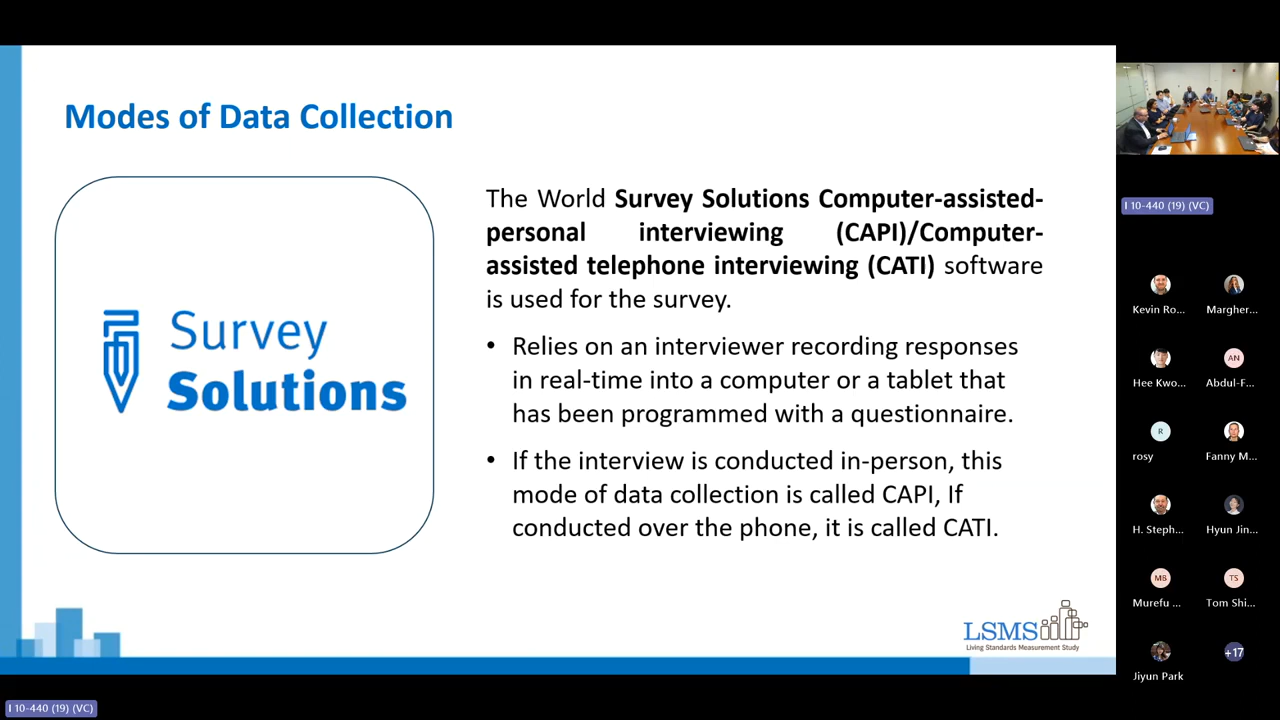 Modes of Data Collection
Survey
Solutions
The World Survey Solutions Computer-assisted-
personal interviewing (CAPI)/Computer-
assisted telephone interviewing (CATI) software
is used for the survey.
• Relies on an interviewer recording responses
in real-time into a computer or a tablet that
has been programmed with a questionnaire.
• If the interview is conducted in-person, this
mode of data collection is called CAPI, If
conducted over the phone, it is called CATI.
LSMS
Living Standards Measurement Study
I 10-440 (19) (VC)
Kevin Ro...
Margher...
Hee Kwo...
AN
Abdul-F...
R
rosy
Fanny M...
H. Steph...
Hyun Jin...
MB
Murefu ...
TS
Tom Shi...
Jiyun Park
+17
I 10-440 (19) (VC)